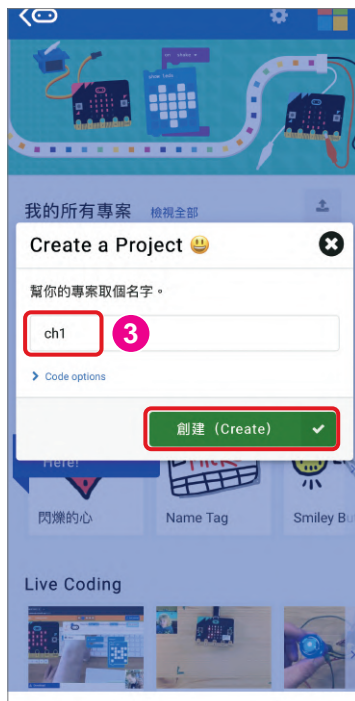 我的所有專案 檢視全部
Create a Project 😃
幫你的專案取個名字。
ch1
3
Code options
創建（Create）
Here!
閃爍的心 Name Tag Smiley Bu
Live Coding